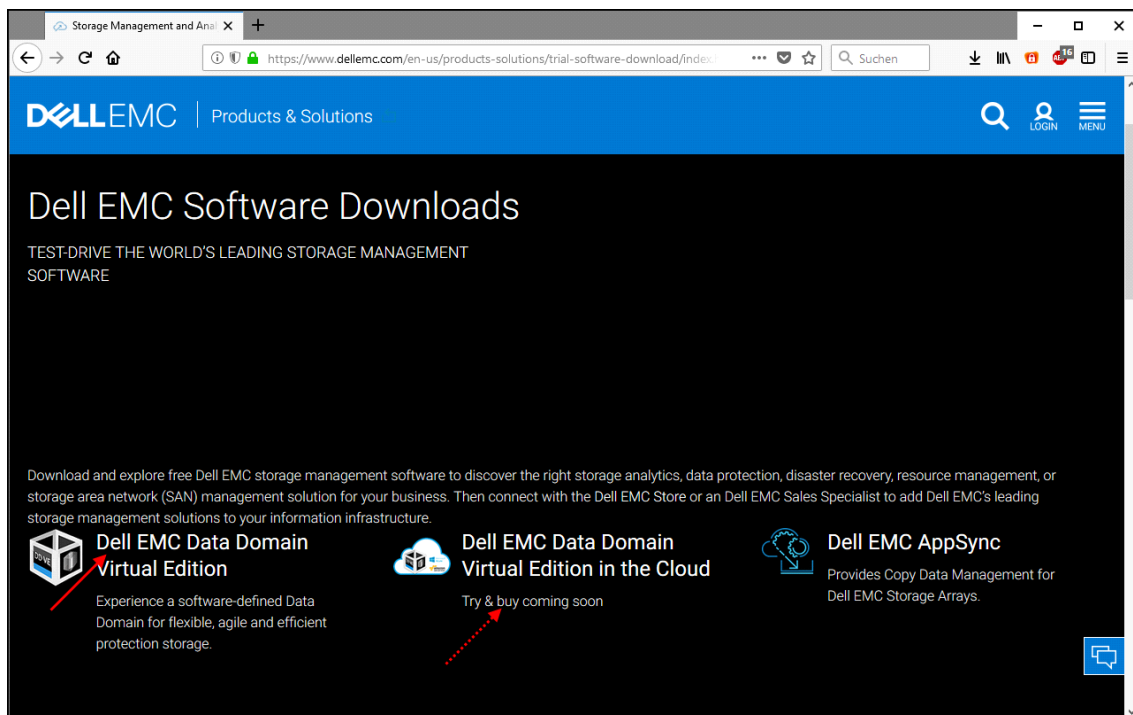 Storage Management and Anal
https://www.dellemc.com/en-us/products-solutions/trial-software-download/index.
Suchen
16
DELLEMC
Products & Solutions
LOGIN
MENU
Dell EMC Software Downloads
TEST-DRIVE THE WORLD'S LEADING STORAGE MANAGEMENT
SOFTWARE
Download and explore free Dell EMC storage management software to discover the right storage analytics, data protection, disaster recovery, resource management, or
storage area network (SAN) management solution for your business. Then connect with the Dell EMC Store or an Dell EMC Sales Specialist to add Dell EMC's leading
storage management solutions to your information infrastructure.
Dell EMC Data Domain
Virtual Edition
Experience a software-defined Data
Domain for flexible, agile and efficient
protection storage.
Dell EMC Data Domain
Virtual Edition in the Cloud
Try & buy coming soon
Dell EMC AppSync
Provides Copy Data Management for
Dell EMC Storage Arrays.